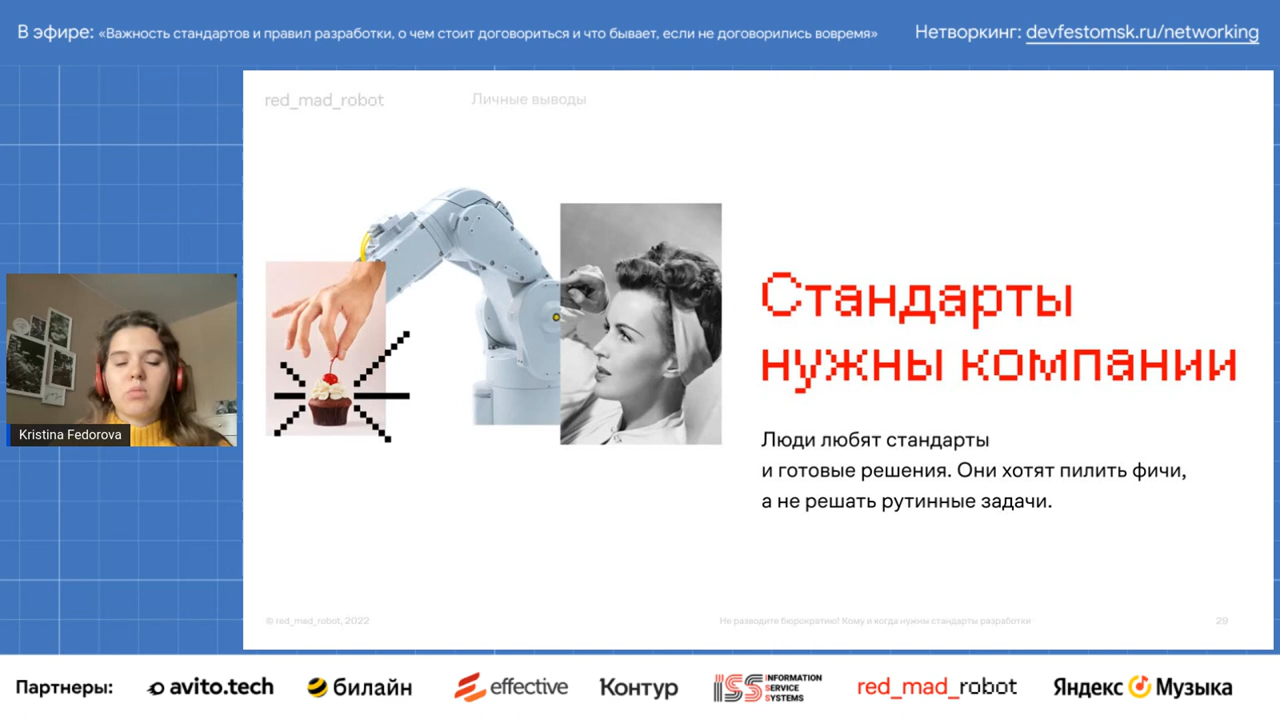 В эфире: «Важность стандартов и правил разработки, о чем стоит договориться и что бывает, если не договорились вовремя»
Нетворкинг: devfestomsk.ru/networking
red_mad_robot
Личные выводы
Стандарты
нужны компании
Люди любят стандарты
и готовые решения. Они хотят пилить фичи,
а не решать рутинные задачи.
Kristina Fedorova
© red_mad_robot, 2022
Не разводите бюрократию! Кому и когда нужны стандарты разработки
29
Партнеры:
avito.tech
билайн
effective
Контур
ISS INFORMATION
SERVICE
SYSTEMS
red_mad_robot
Яндекс Музыка